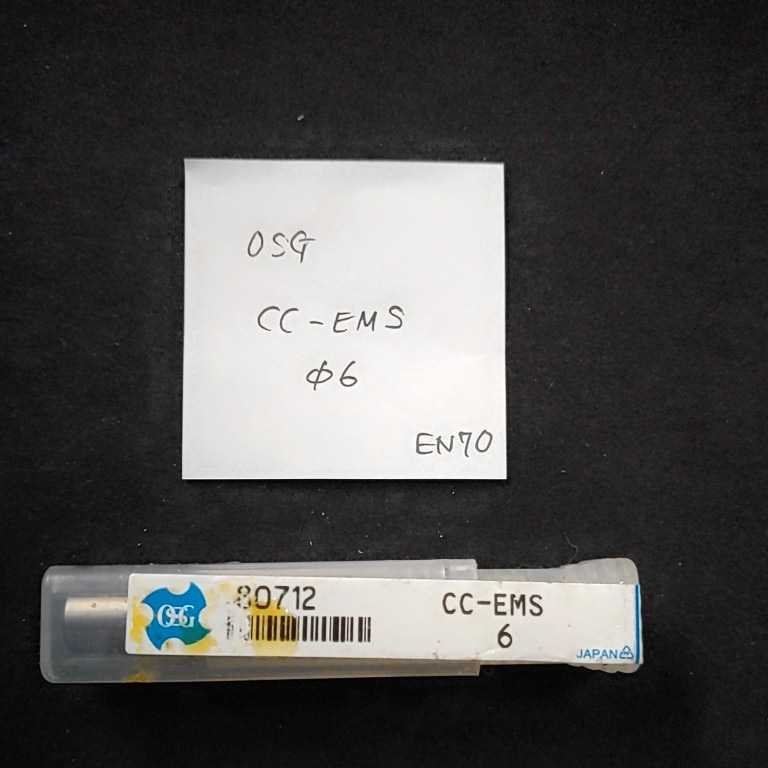 OSG
CC-EMS
φ6
EN70
OSG
80712
CC-EMS
6
JAPAN